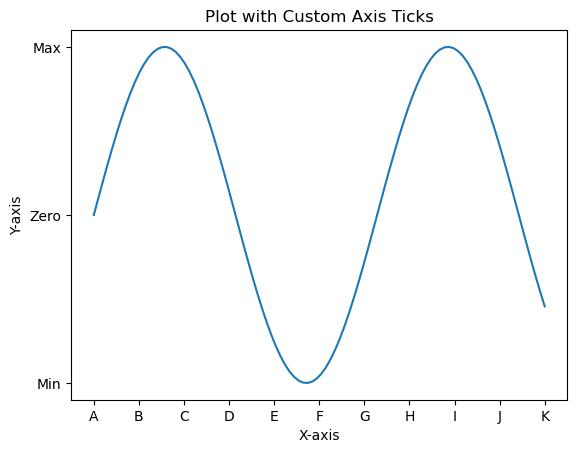 Plot with Custom Axis Ticks
Max
Zero
Min
Y-axis
A B C D E F G H I J K
X-axis